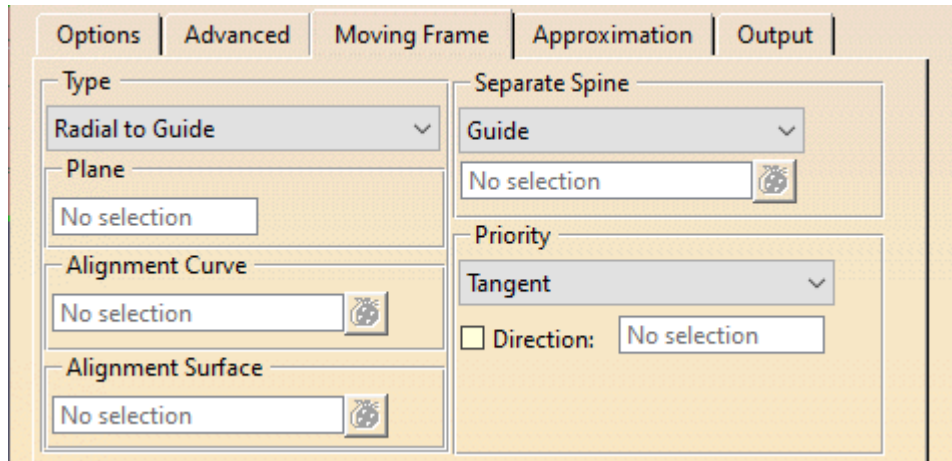 Options Advanced Moving Frame Approximation Output
Type
Radial to Guide
Plane
No selection
Alignment Curve
No selection
Alignment Surface
No selection
Separate Spine
Guide
No selection
Priority
Tangent
Direction: No selection